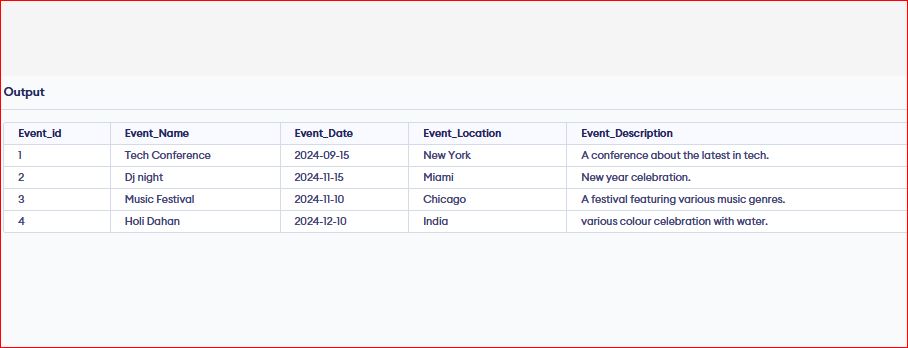 Output
Event_id Event_Name Event_Date Event_Location Event_Description
1 Tech Conference 2024-09-15 New York A conference about the latest in tech.
2 Dj night 2024-11-15 Miami New year celebration.
3 Music Festival 2024-11-10 Chicago A festival featuring various music genres.
4 Holi Dahan 2024-12-10 India various colour celebration with water.